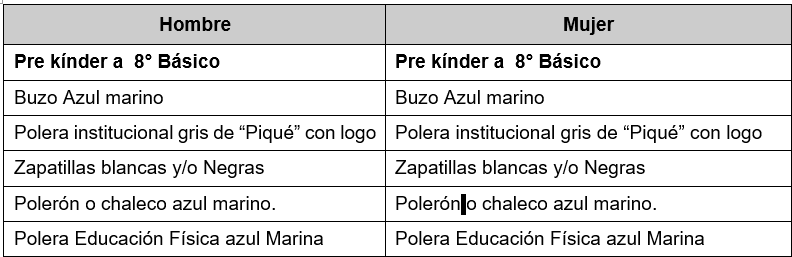 Hombre Mujer
Pre kínder a  8° Básico Pre kínder a  8° Básico
Buzo Azul marino Buzo Azul marino
Polera institucional gris de “Piqué” con logo Polera institucional gris de “Piqué” con logo
Zapatillas blancas y/o Negras Zapatillas blancas y/o Negras
Polerón o chaleco azul marino. Polerón o chaleco azul marino.
Polera Educación Física azul Marina Polera Educación Física azul Marina